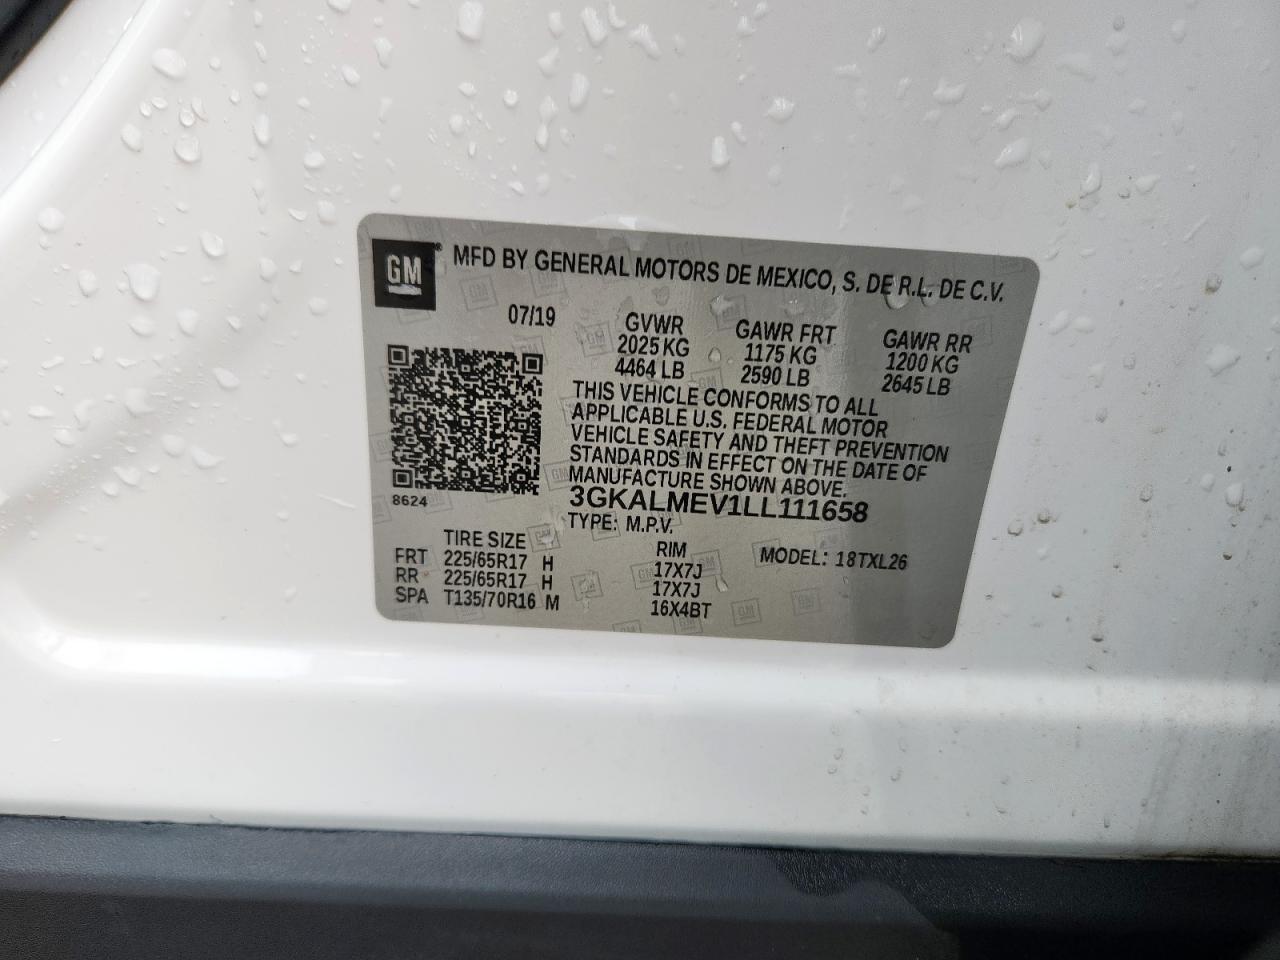 GM ® MFD BY GENERAL MOTORS DE MEXICO, S. DE R.L. DE C.V.
07/19 GVWR GAWR FRT GAWR RR
2025 KG 1175 KG 1200 KG
4464 LB 2590 LB 2645 LB
THIS VEHICLE CONFORMS TO ALL
APPLICABLE U.S. FEDERAL MOTOR
VEHICLE SAFETY AND THEFT PREVENTION
STANDARDS IN EFFECT ON THE DATE OF
MANUFACTURE SHOWN ABOVE.
8624 3GKALMEV1LL111658
TYPE: M.P.V.
TIRE SIZE RIM MODEL: 18TXL26
FRT 225/65R17 H 17X7J
RR 225/65R17 H 17X7J
SPA T135/70R16 M 16X4BT